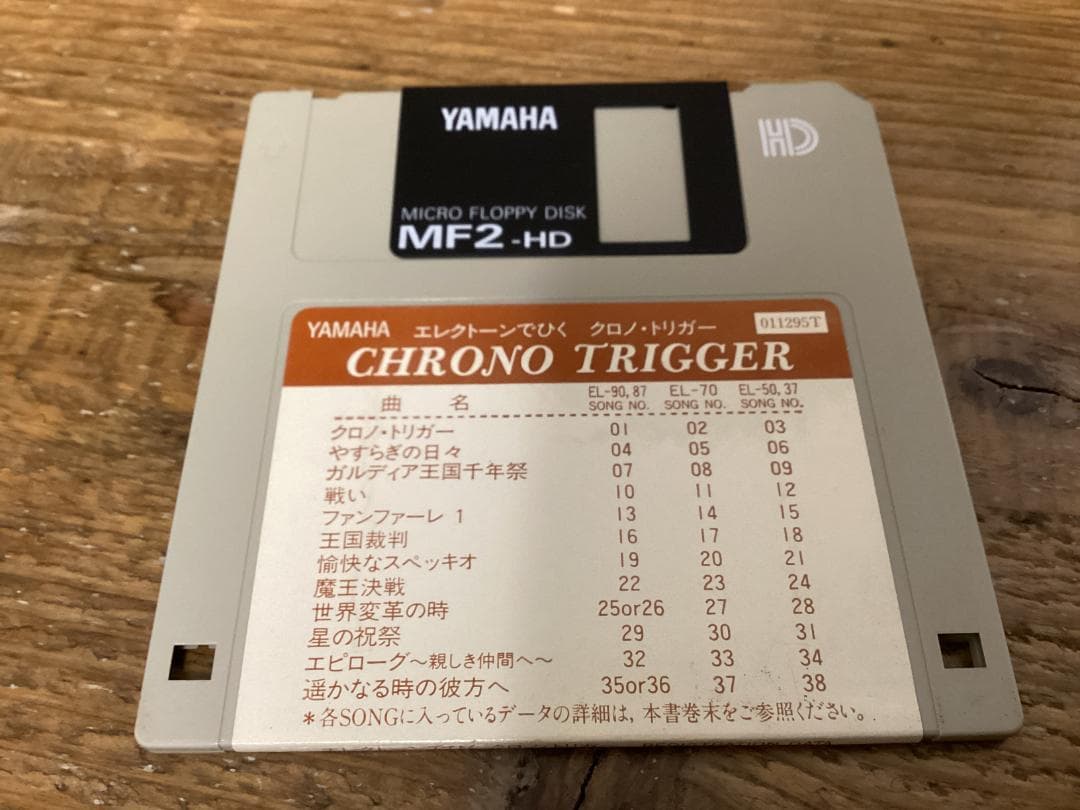 YAMAHA
HD
MICRO FLOPPY DISK
MF2-HD
YAMAHA エレクトーンでひく クロノ・トリガー 011295T
CHRONO TRIGGER
曲名 EL-90, 87 SONG NO. EL-70 SONG NO. EL-50, 37 SONG NO.
クロノ・トリガー 01 02 03
やすらぎの日々 04 05 06
ガルディア王国千年祭 07 08 09
戦い 10 11 12
ファンファーレ 1 13 14 15
王国裁判 16 17 18
愉快なスペッキオ 19 20 21
魔王決戦 22 23 24
世界変革の時 25or26 27 28
星の祝祭 29 30 31
エピローグ〜親しき仲間へ〜 32 33 34
遥かなる時の彼方へ 35or36 37 38
*各SONGに入っているデータの詳細は, 本書巻末をご参照ください。